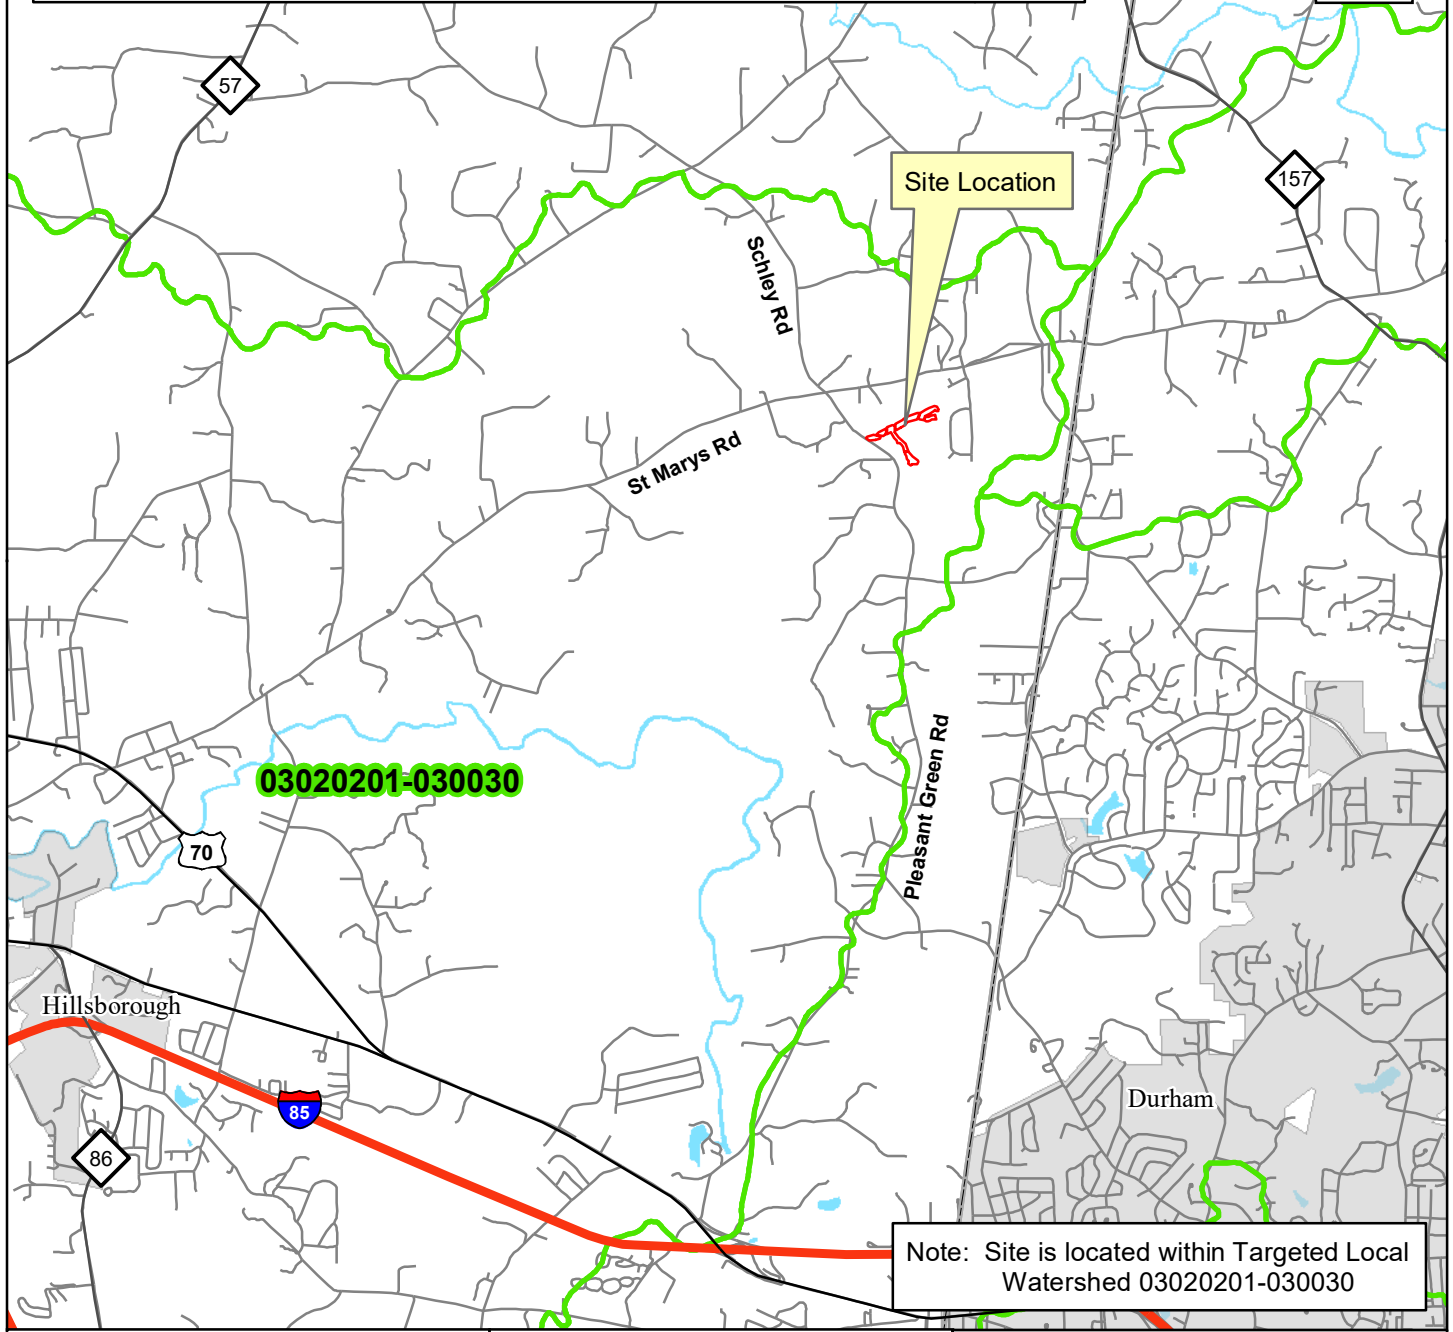 57
157
Site Location
Schley Rd
St Marys Rd
Pleasant Green Rd
03020201-030030
70
Hillsborough
85
86
Durham
Note: Site is located within Targeted Local
Watershed 03020201-030030